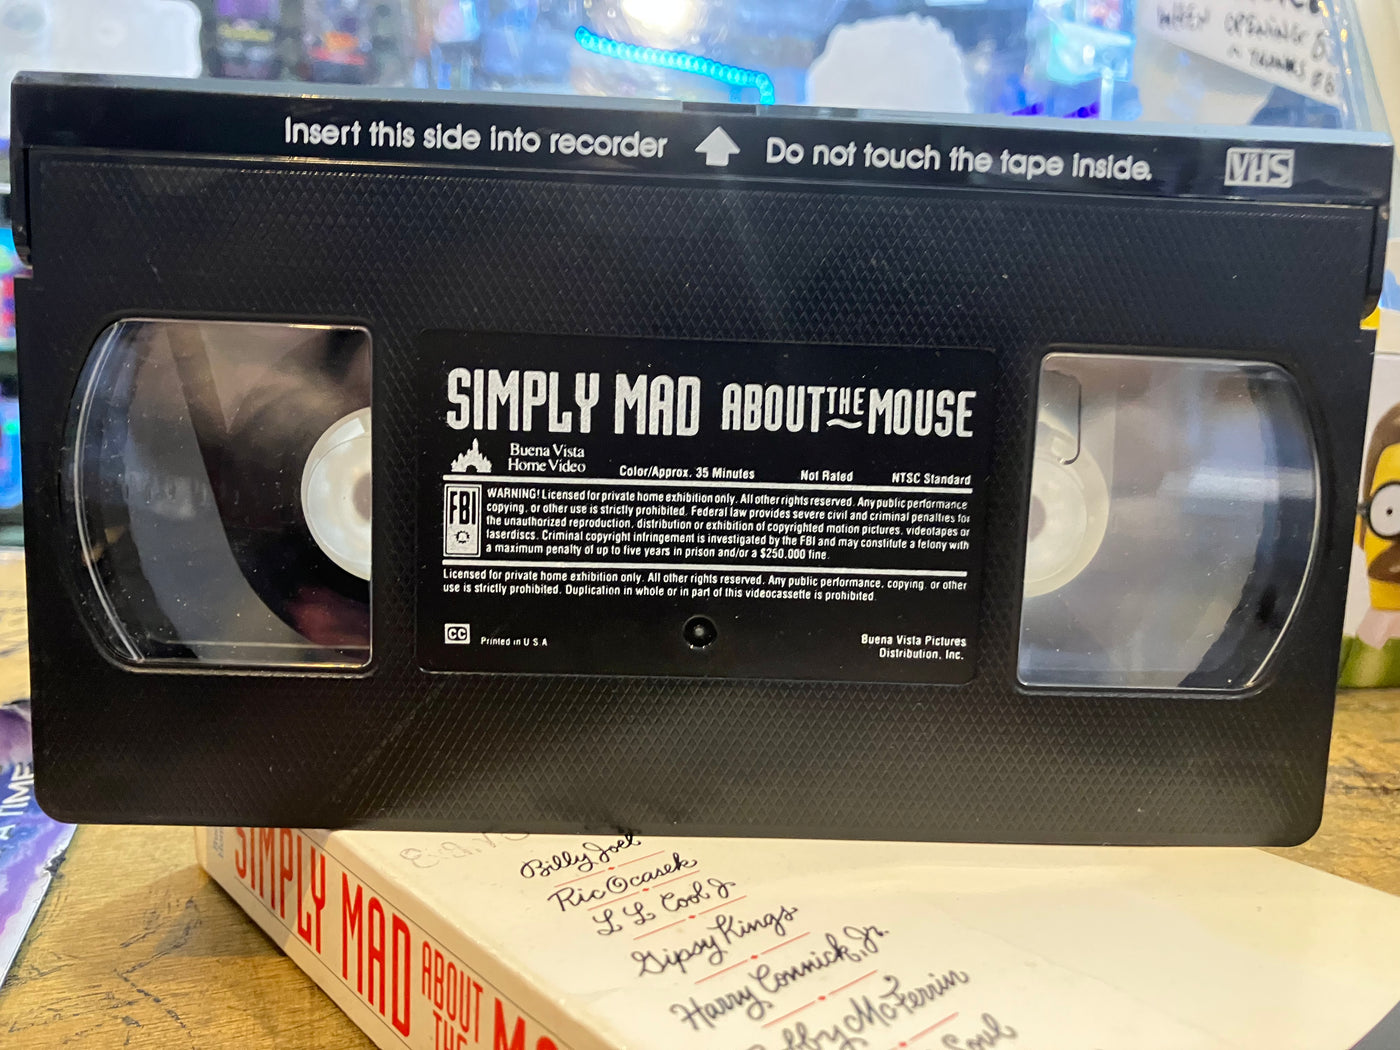 WHEN OPENING
Insert this side into recorder Do not touch the tape inside. VHS
SIMPLY MAD ABOUT THE MOUSE
Buena Vista
Home Video
Color/Approx. 35 Minutes Not Rated NTSC Standard
FBI
WARNING! Licensed for private home exhibition only. All other rights reserved. Any public performance
copying, or other use is strictly prohibited. Federal law provides severe civil and criminal penalties for
the unauthorized reproduction, distribution or exhibition of copyrighted motion pictures, videotapes or
laserdiscs. Criminal copyright infringement is investigated by the FBI and may constitute a felony with
a maximum penalty of up to five years in prison and/or a $250.000 fine.
Licensed for private home exhibition only. All other rights reserved. Any public performance, copying, or other
use is strictly prohibited. Duplication in whole or in part of this videocassette is prohibited.
CC Printed in U S A
Buena Vista Pictures
Distribution, Inc.
A TIME
SIMPLY MAD ABOUT THE
Billy Joel
Ric Ocasek
L L Cool J.
Gipsy Kings
Harry Connick, Jr.
McFerrin
Soul